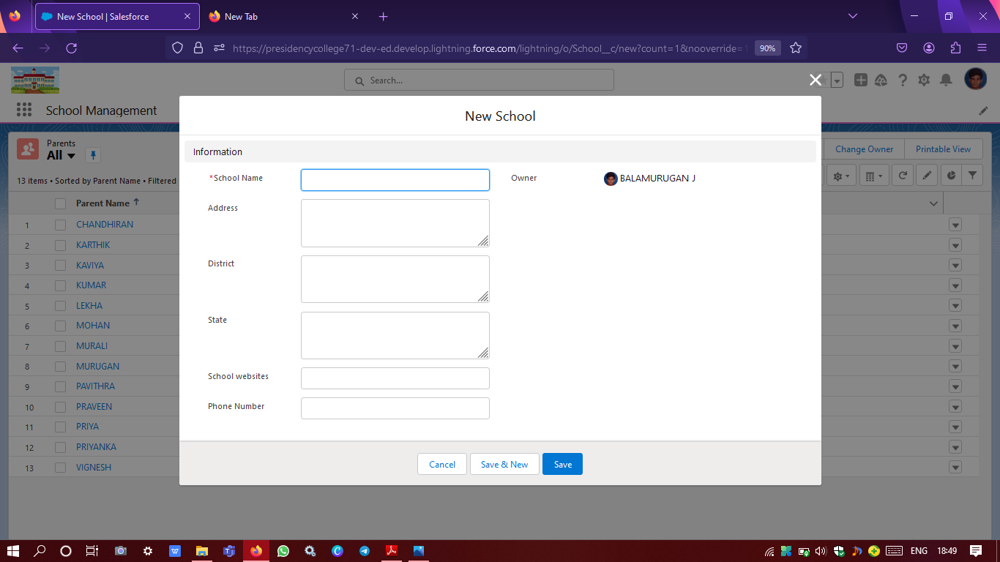 New School | Salesforce
New Tab
https://presidencycollege71-dev-ed.develop.lightning.force.com/lightning/o/School__c/new?count=1&nooverride=
90%
Search...
School Management
New School
Parents
All
Change Owner
Printable View
13 items • Sorted by Parent Name • Filtered
Information
*School Name
Owner
BALAMURUGAN J
Address
District
State
School websites
Phone Number
Parent Name
1 CHANDHIRAN
2 KARTHIK
3 KAVIYA
4 KUMAR
5 LEKHA
6 MOHAN
7 MURALI
8 MURUGAN
9 PAVITHRA
10 PRAVEEN
11 PRIYA
12 PRIYANKA
13 VIGNESH
Cancel
Save & New
Save
ENG
18:49